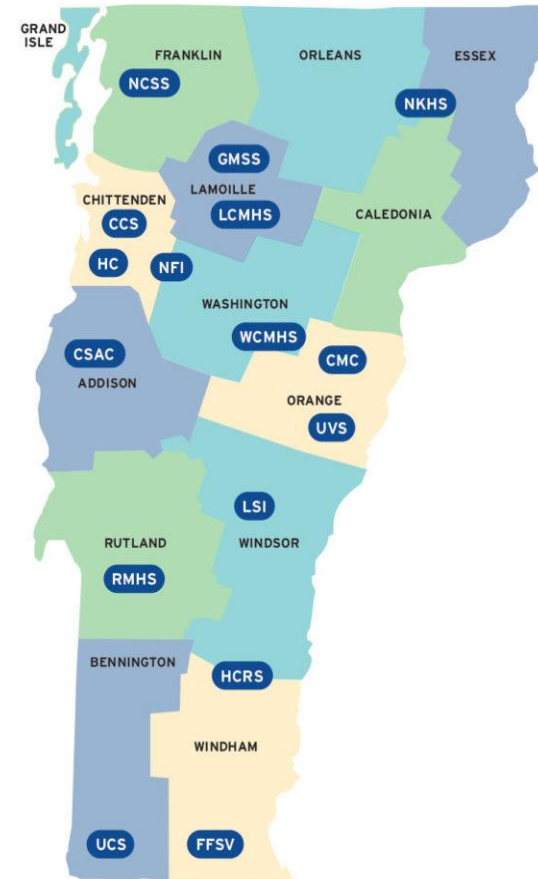 GRAND
ISLE
FRANKLIN
ORLEANS
ESSEX
NCSS
NKHS
GMSS
LAMOILLE
LCMHS
CHITTENDEN
CCS
CALEDONIA
HC
NFI
WASHINGTON
WCMHS
CSAC
ADDISON
CMC
ORANGE
UVS
LSI
RUTLAND
WINDSOR
RMHS
BENNINGTON
HCRS
WINDHAM
UCS
FFSV